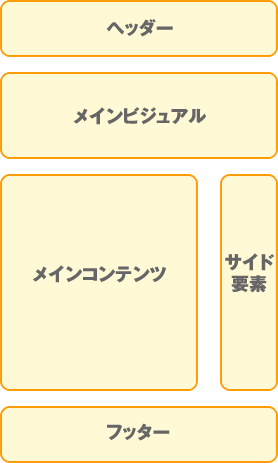 ヘッダー
メインビジュアル
メインコンテンツ
サイド
要素
フッター